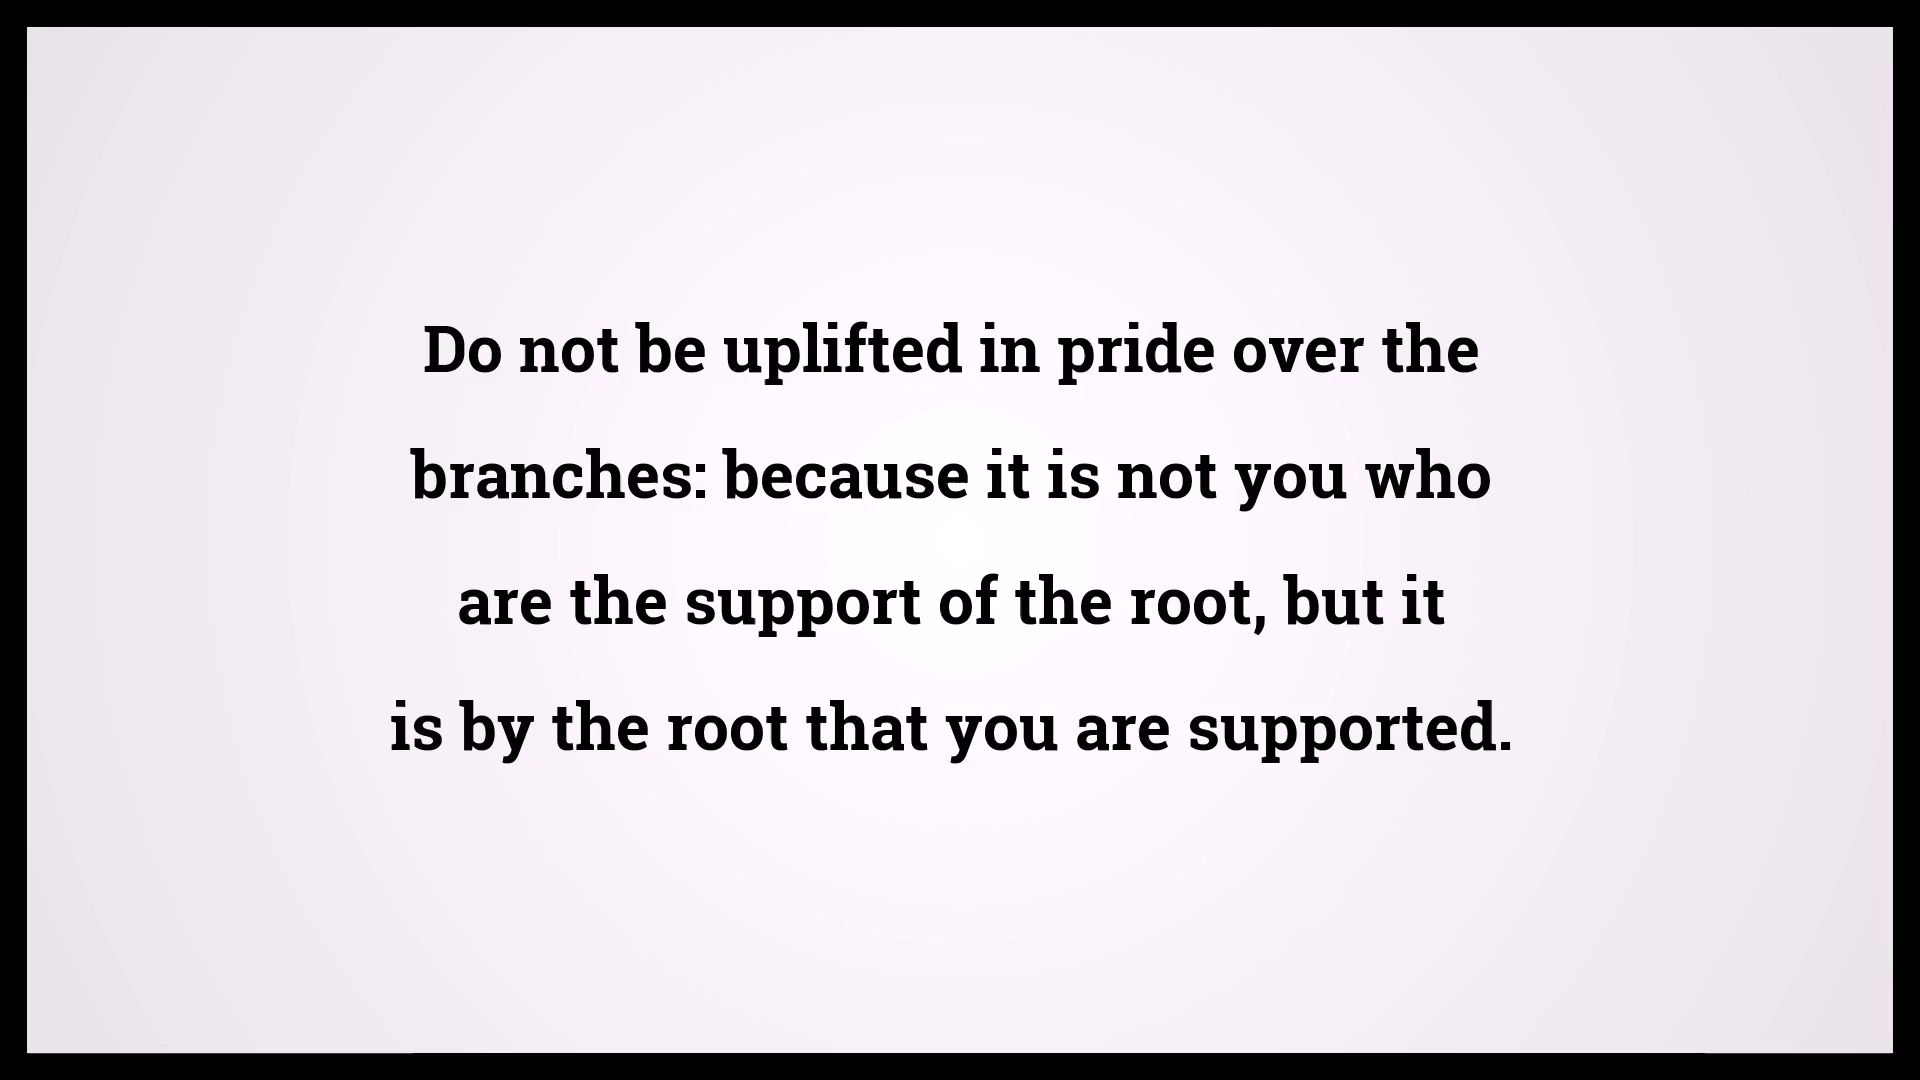 Do not be uplifted in pride over the
branches: because it is not you who
are the support of the root, but it
is by the root that you are supported.